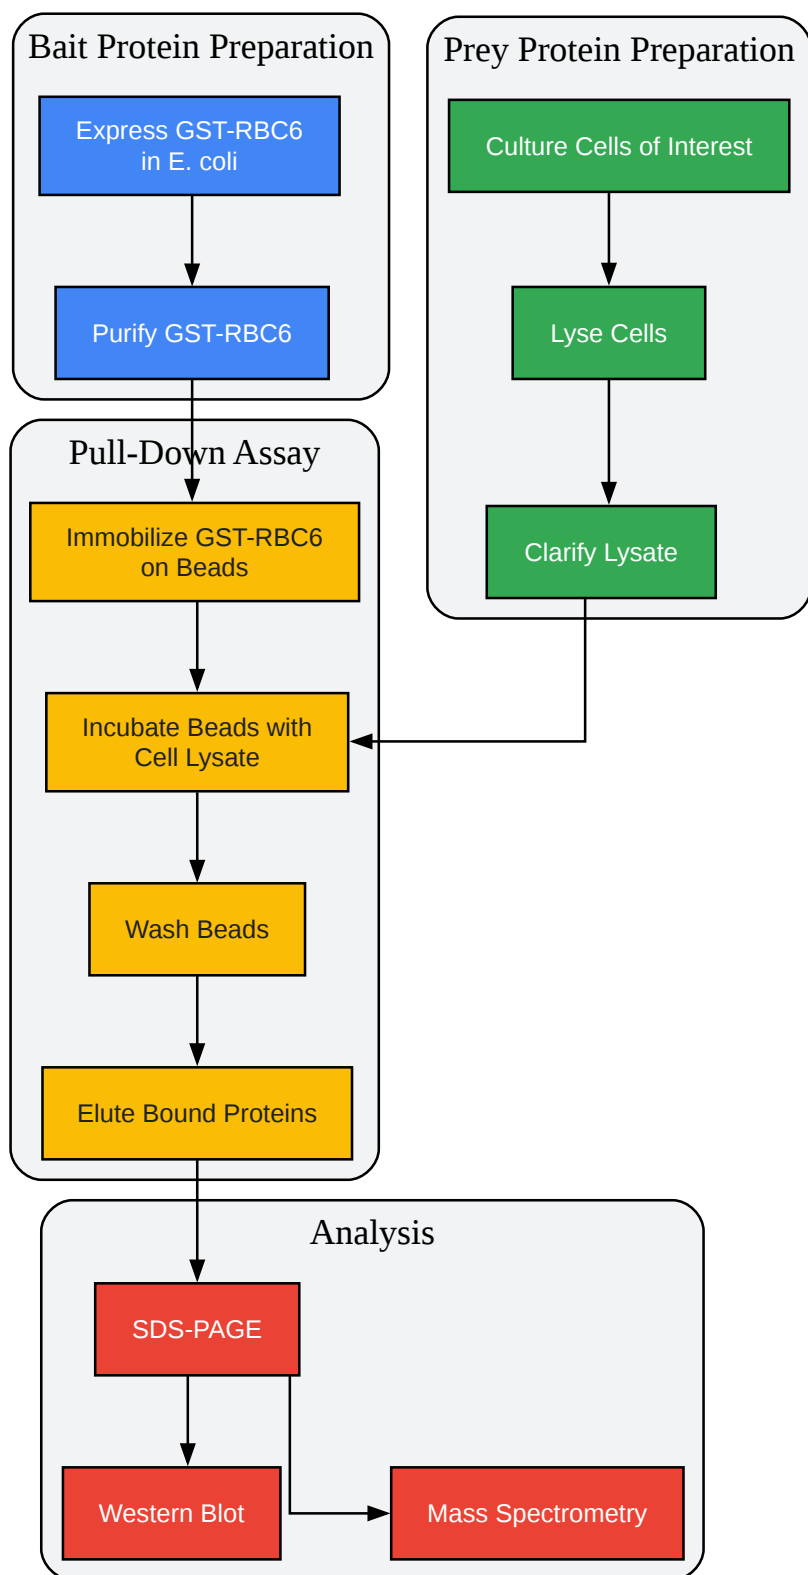 Bait Protein Preparation
Express GST-RBC6
in E. coli
Purify GST-RBC6
Prey Protein Preparation
Culture Cells of Interest
Lyse Cells
Clarify Lysate
Pull-Down Assay
Immobilize GST-RBC6
on Beads
Incubate Beads with
Cell Lysate
Wash Beads
Elute Bound Proteins
Analysis
SDS-PAGE
Western Blot
Mass Spectrometry